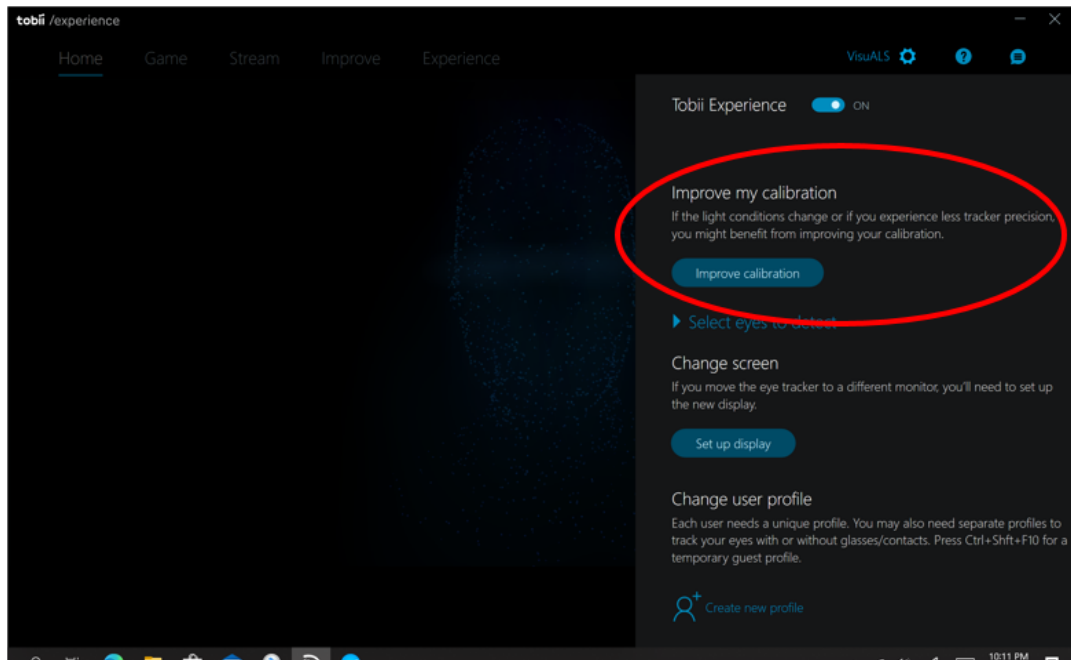 tobii /experience
Home Game Stream Improve Experience
VisuALS
Tobii Experience ON
Improve my calibration
If the light conditions change or if you experience less tracker precision,
you might benefit from improving your calibration.
Improve calibration
Select eyes to detect
Change screen
If you move the eye tracker to a different monitor, you'll need to set up
the new display.
Set up display
Change user profile
Each user needs a unique profile. You may also need separate profiles to
track your eyes with or without glasses/contacts. Press Ctrl+Shft+F10 for a
temporary guest profile.
Create new profile
10:11 PM